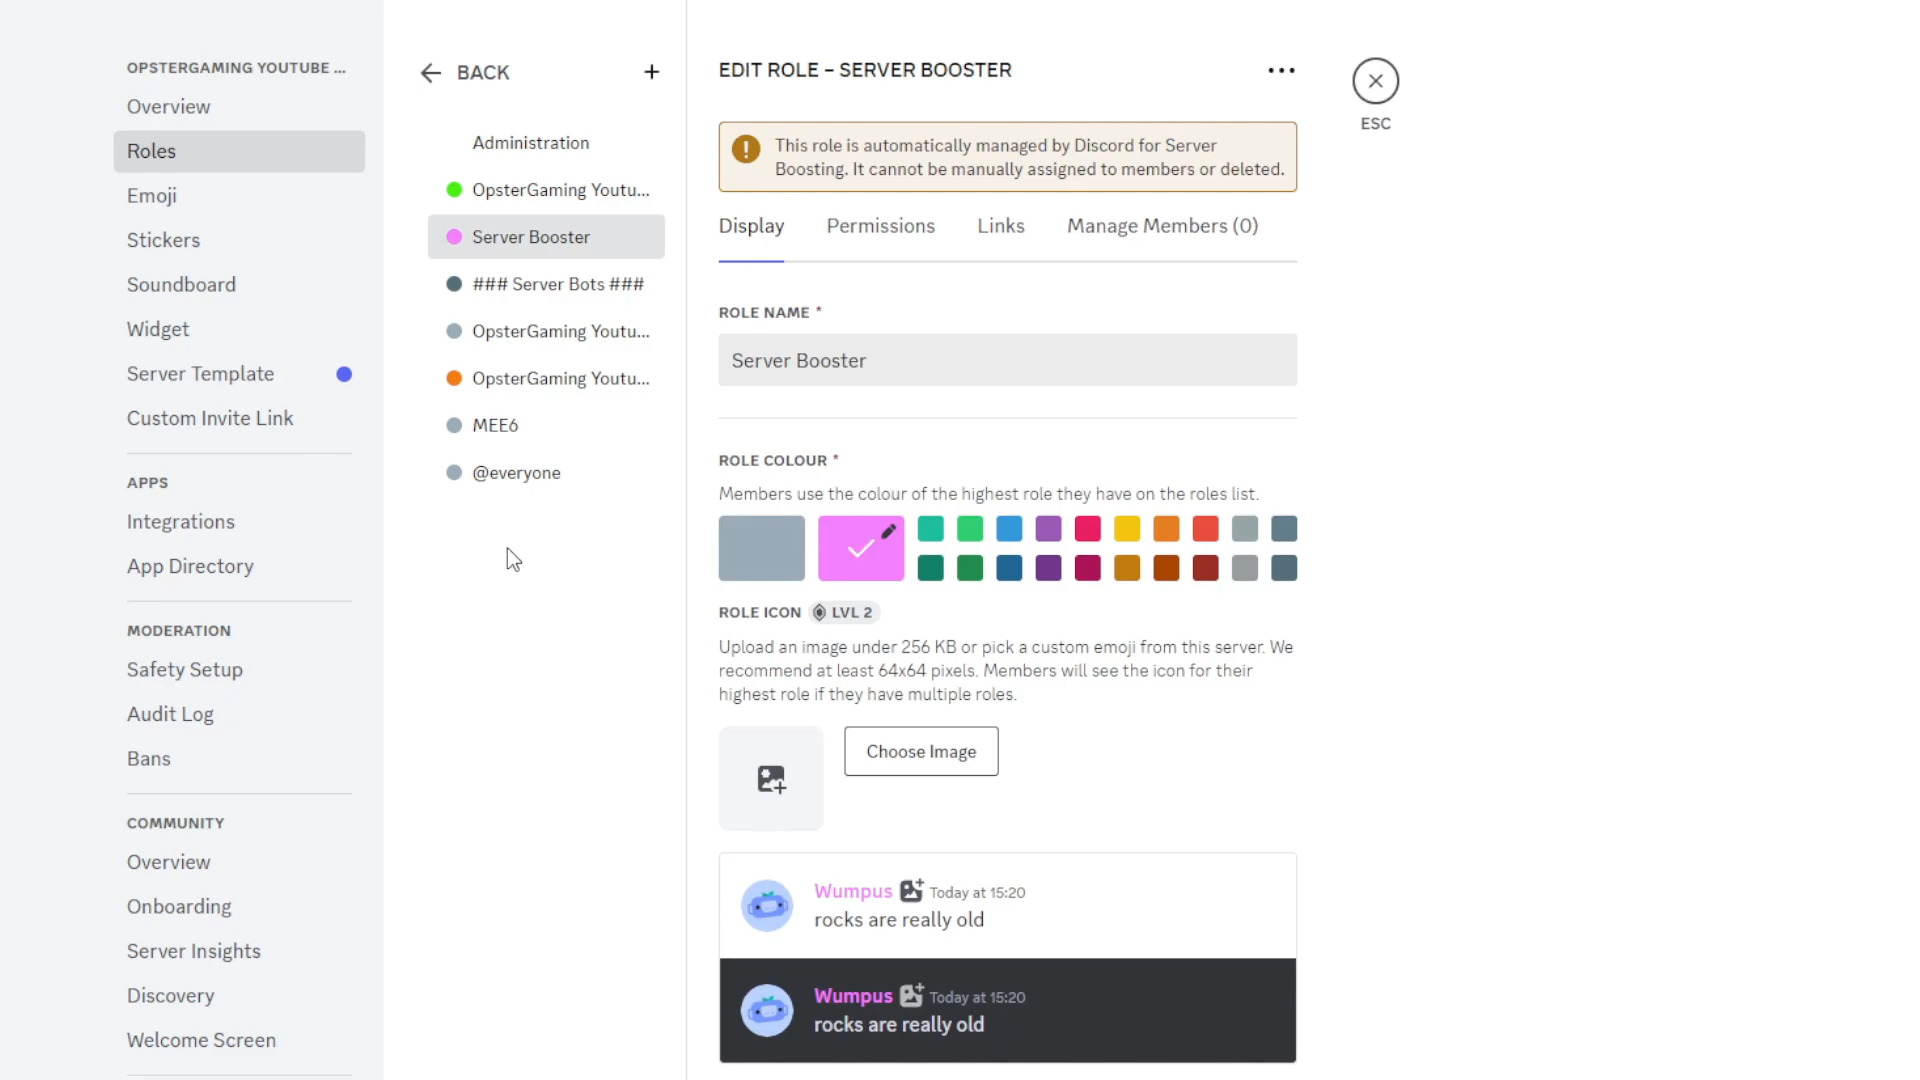 OPSTERGAMING YOUTUBE ...
Overview
Roles
Emoji
Stickers
Soundboard
Widget
Server Template
Custom Invite Link
APPS
Integrations
App Directory
MODERATION
Safety Setup
Audit Log
Bans
COMMUNITY
Overview
Onboarding
Server Insights
Discovery
Welcome Screen
BACK
Administration
OpsterGaming Youtu...
Server Booster
### Server Bots ###
OpsterGaming Youtu...
OpsterGaming Youtu...
MEE6
@everyone
EDIT ROLE – SERVER BOOSTER
This role is automatically managed by Discord for Server
Boosting. It cannot be manually assigned to members or deleted.
Display Permissions Links Manage Members (0)
ROLE NAME *
Server Booster
ROLE COLOUR *
Members use the colour of the highest role they have on the roles list.
ROLE ICON LVL 2
Upload an image under 256 KB or pick a custom emoji from this server. We
recommend at least 64x64 pixels. Members will see the icon for their
highest role if they have multiple roles.
Choose Image
Wumpus Today at 15:20
rocks are really old
Wumpus Today at 15:20
rocks are really old
ESC